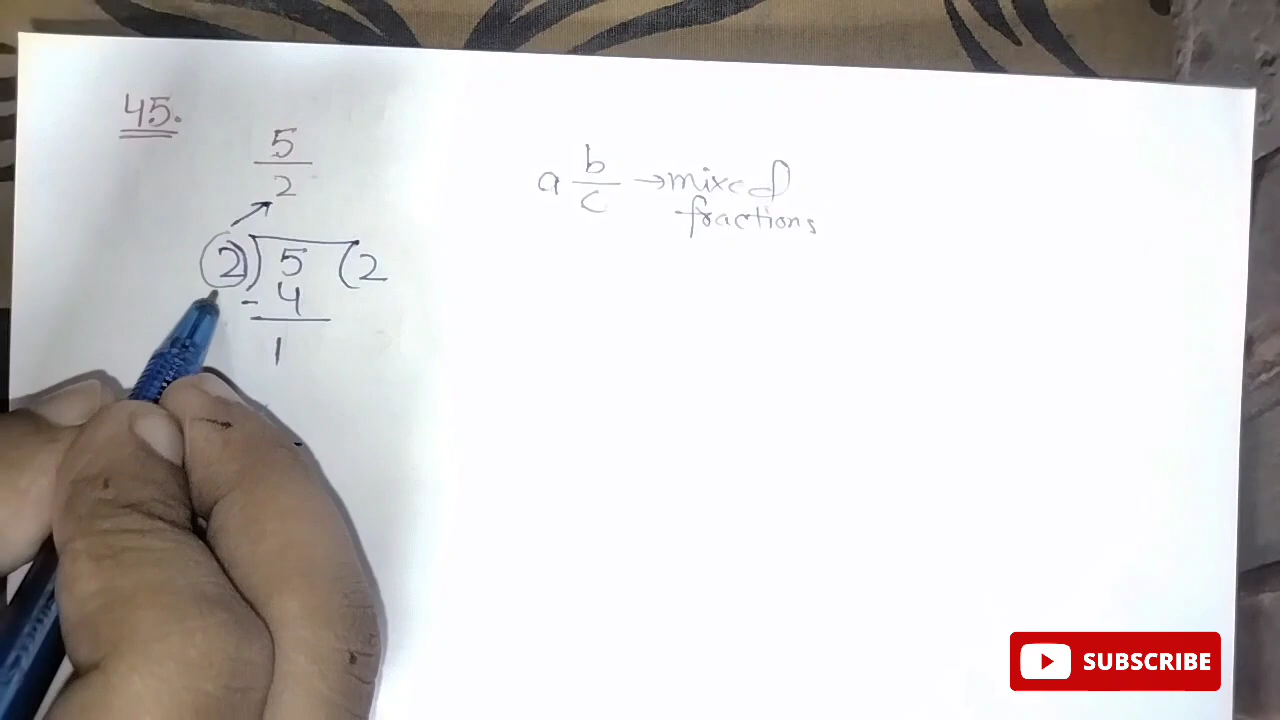 45.
5
2
2) 5 (2
- 4
1
a b/c → mixed
fractions
SUBSCRIBE